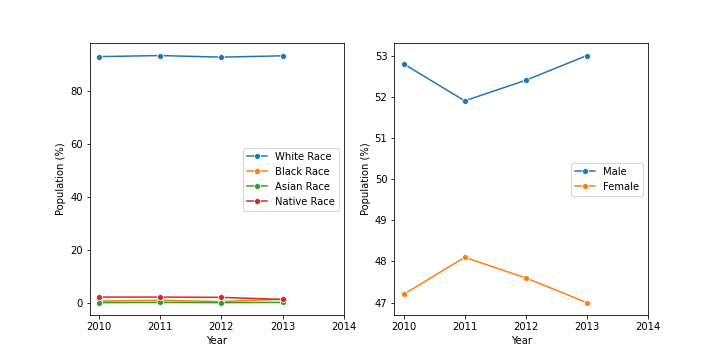 80
60
40
20
0
Population (%)
2010 2011 2012 2013 2014
Year
White Race
Black Race
Asian Race
Native Race
53
52
51
50
49
48
47
Population (%)
2010 2011 2012 2013 2014
Year
Male
Female